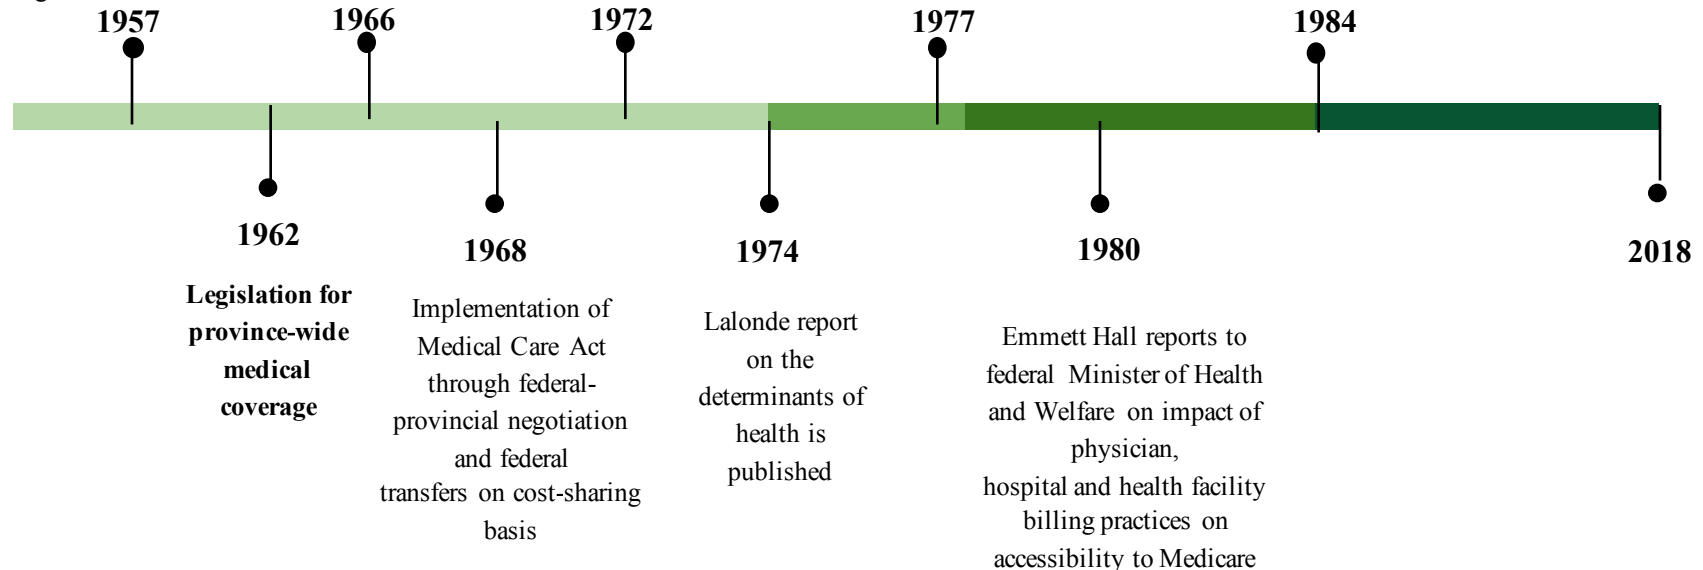 1957
1966
1972
1977
1984
1962
1968
1974
1980
2018
Legislation for
province-wide
medical
coverage
Implementation of
Medical Care Act
through federal-
provincial negotiation
and federal
transfers on cost-sharing
basis
Lalonde report
on the
determinants of
health is
published
Emmett Hall reports to
federal Minister of Health
and Welfare on impact of
physician,
hospital and health facility
billing practices on
accessibility to Medicare